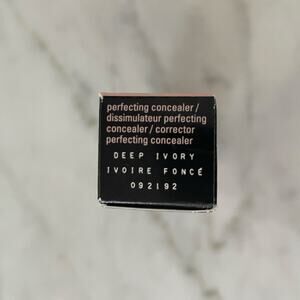 perfecting concealer /
dissimulateur perfecting
concealer / corrector
perfecting concealer
DEEP IVORY
IVOIRE FONCÉ
092192